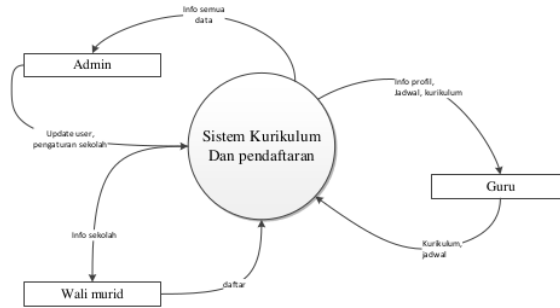 Info semua
data
Admin
Info profil,
Jadwal, kurikulum
Update user,
pengaturan sekolah
Sistem Kurikulum
Dan pendaftaran
Guru
Info sekolah
Kurikulum,
jadwal
Wali murid
daftar